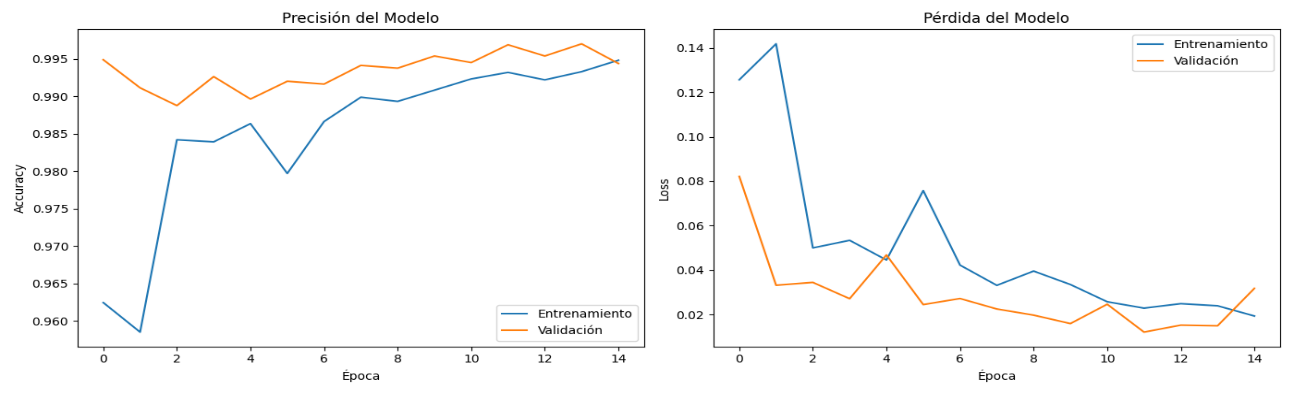 Precisión del Modelo
Accuracy
0.995
0.990
0.985
0.980
0.975
0.970
0.965
0.960
0 2 4 6 8 10 12 14
Época
Entrenamiento
Validación
Pérdida del Modelo
Loss
0.14
0.12
0.10
0.08
0.06
0.04
0.02
0 2 4 6 8 10 12 14
Época
Entrenamiento
Validación